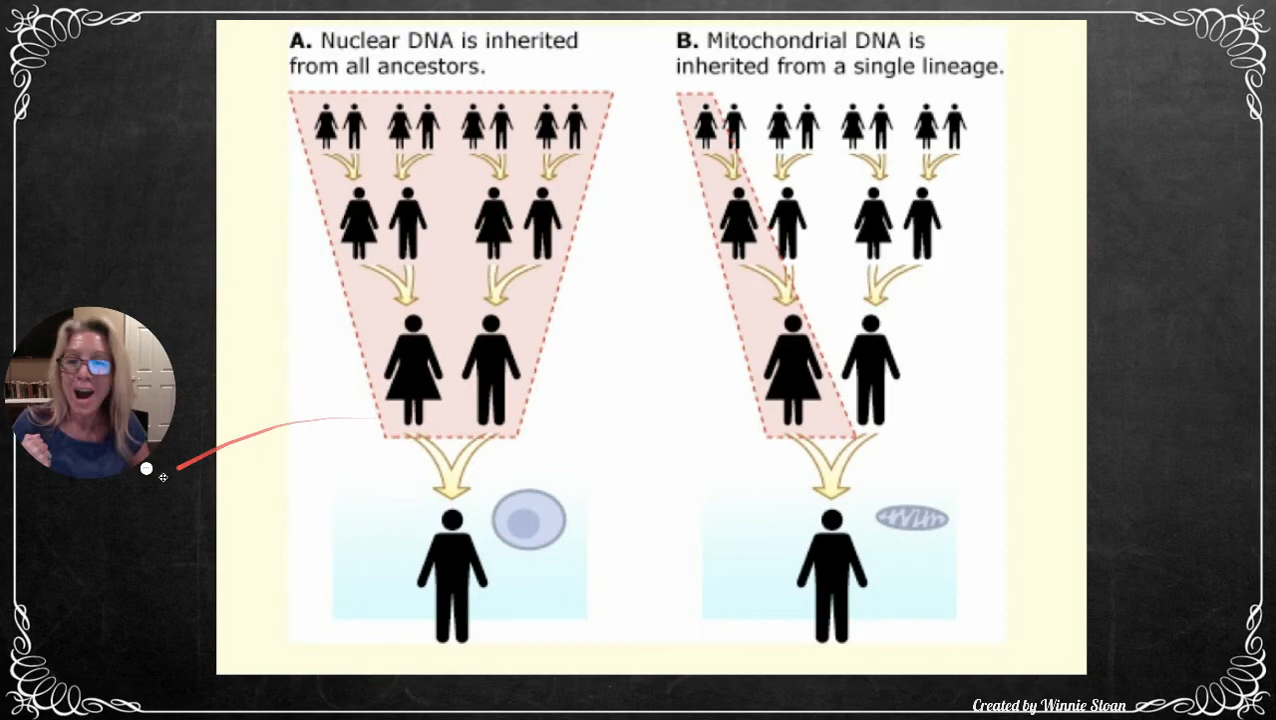 A. Nuclear DNA is inherited
from all ancestors.
B. Mitochondrial DNA is
inherited from a single lineage.
Created by Winnie Sloan